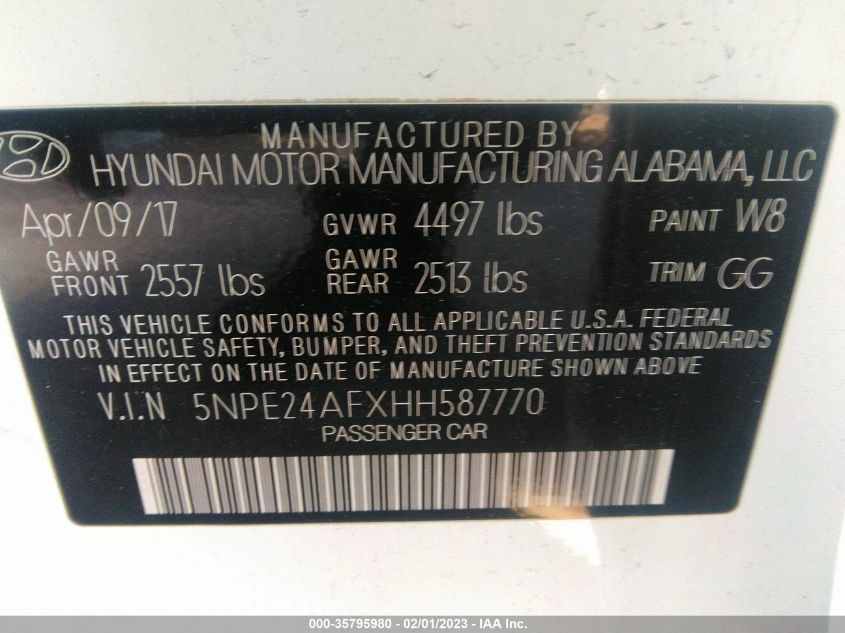 MANUFACTURED BY
HYUNDAI MOTOR MANUFACTURING ALABAMA, LLC
Apr/09/17 GVWR 4497 lbs PAINT W8
GAWR FRONT 2557 lbs GAWR REAR 2513 lbs TRIM GG
THIS VEHICLE CONFORMS TO ALL APPLICABLE U.S.A. FEDERAL
MOTOR VEHICLE SAFETY, BUMPER, AND THEFT PREVENTION STANDARDS
IN EFFECT ON THE DATE OF MANUFACTURE SHOWN ABOVE
V.I.N 5NPE24AFXHH587770
PASSENGER CAR
000-35795980 - 02/01/2023 - IAA Inc.